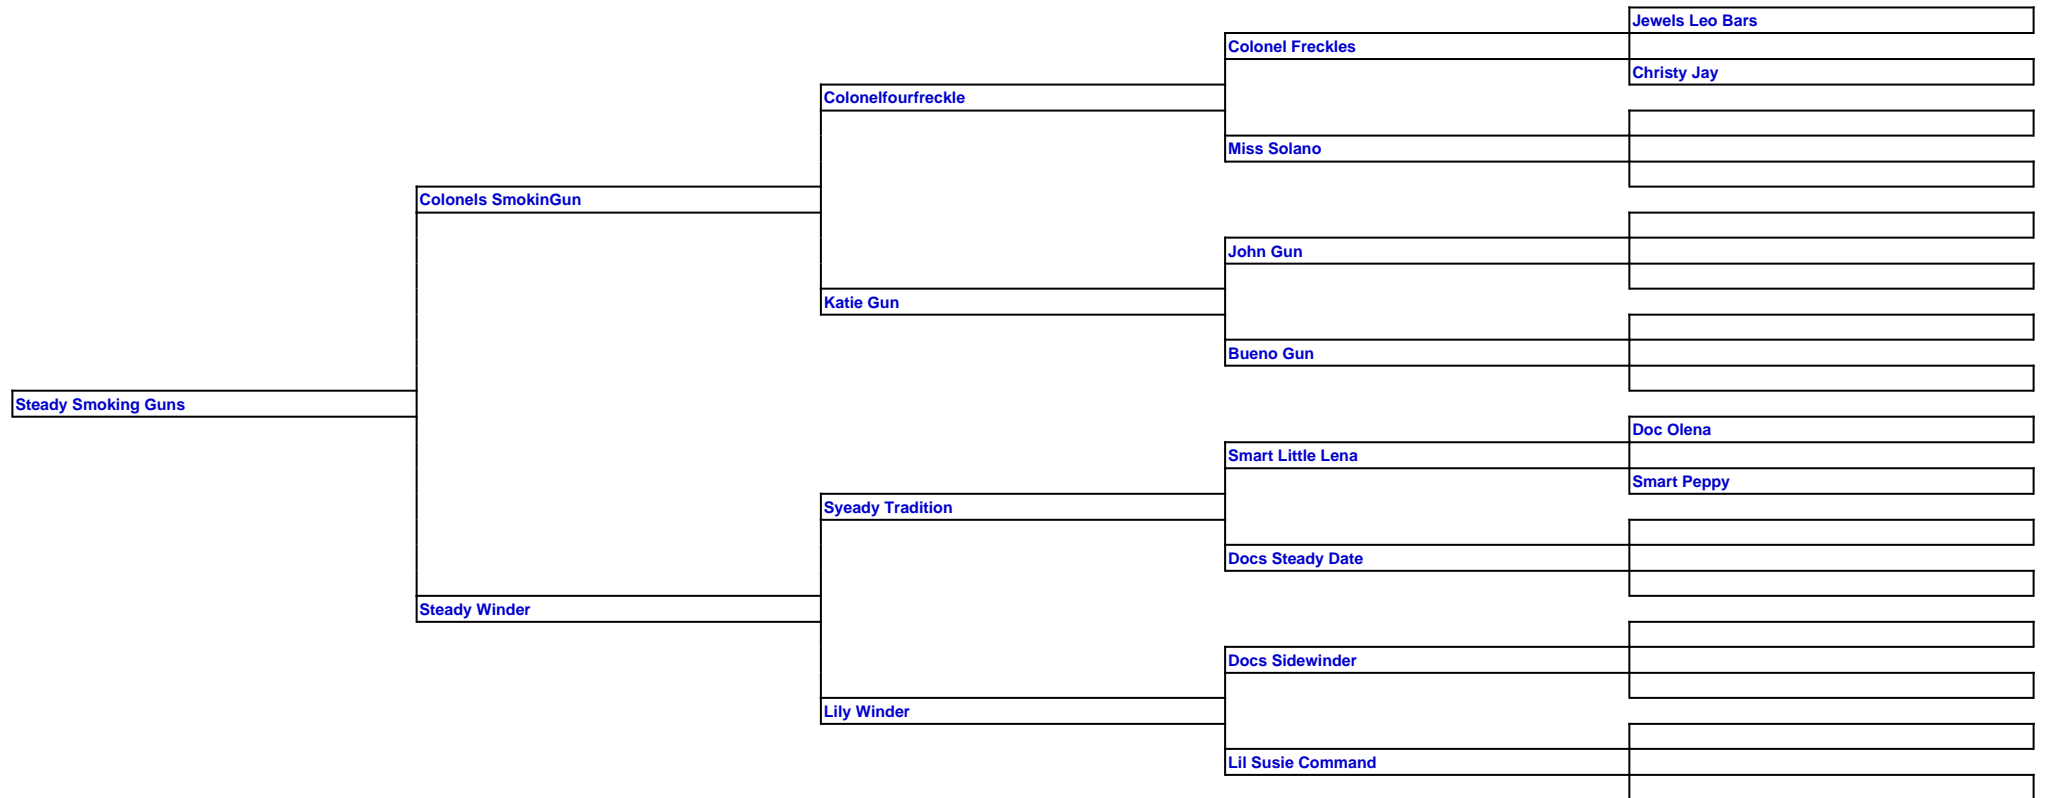 Jewels Leo Bars
Colonel Freckles
Christy Jay
Colonelfourfreckle
Miss Solano
Colonels SmokinGun
John Gun
Katie Gun
Bueno Gun
Steady Smoking Guns
Doc Olena
Smart Little Lena
Smart Peppy
Syeady Tradition
Docs Steady Date
Steady Winder
Docs Sidewinder
Lily Winder
Lil Susie Command